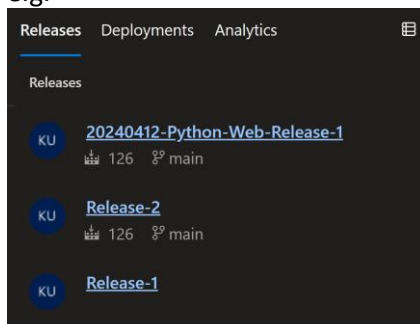 e.g.
Releases Deployments Analytics
Releases
KU 20240412-Python-Web-Release-1
126 main
KU Release-2
126 main
KU Release-1